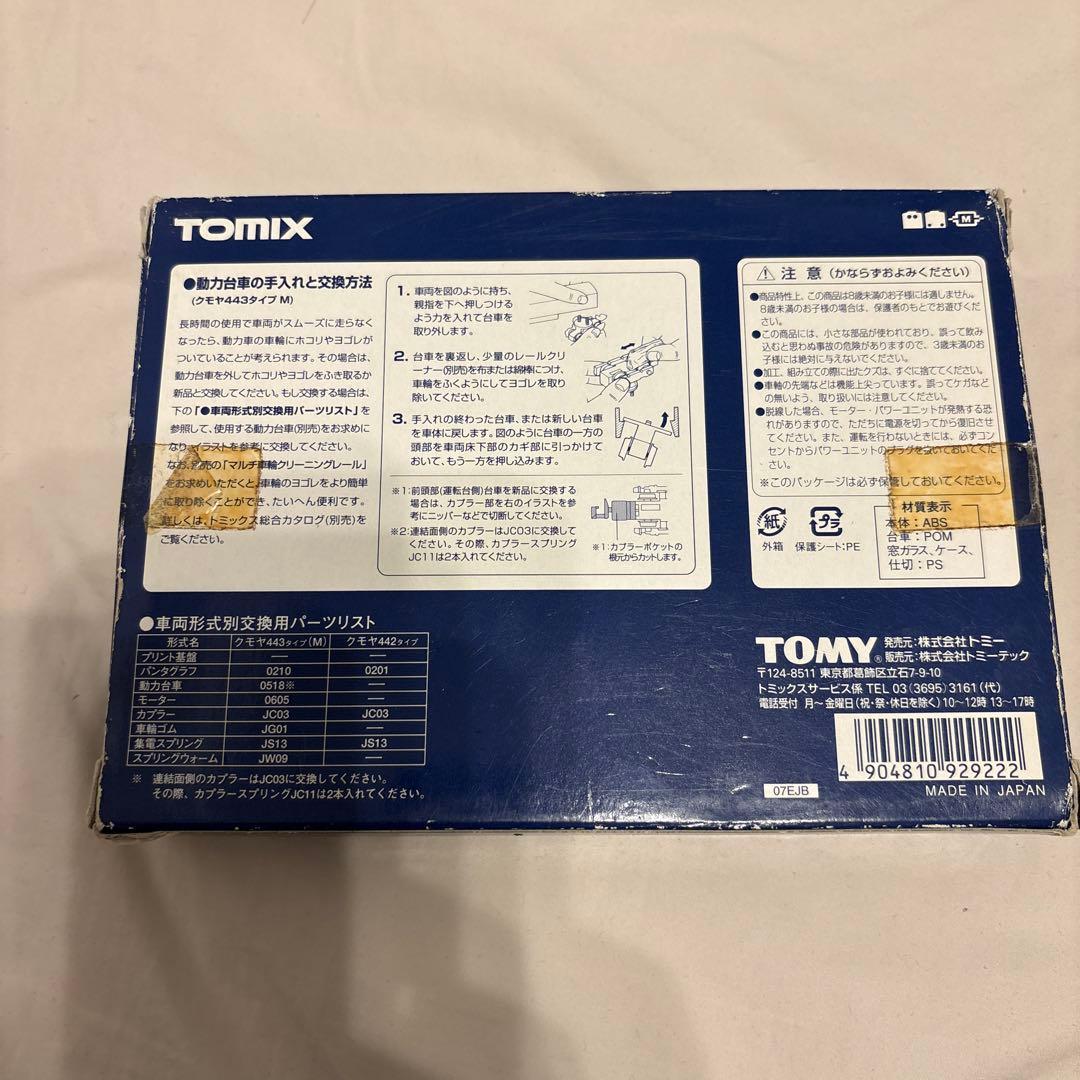 TOMIX
M
●動力台車の手入れと交換方法
(クモヤ443タイプ M)
長時間の使用で車両がスムーズに走らなく
なったら、動力車の車輪にホコリやヨゴレが
ついていることが考えられます。その場合は、
動力台車を外してホコリやヨゴレをふき取るか
新品と交換してください。もし交換する場合は、
下の「●車両形式別交換用パーツリスト」を
参照して、使用する動力台車(別売)をお求めに
なり、イラストを参考に交換してください。
なお、別売の「マルチ車輪クリーニングレール」
をお求めいただくと、車輪のヨゴレをより簡単
に取り除くことができ、たいへん便利です。
詳しくは、トミックス総合カタログ(別売)を
ご覧ください。
1. 車両を図のように持ち、
親指を下へ押しつける
よう力を入れて台車を
取り外します。
2. 台車を裏返し、少量のレールクリ
ーナー(別売)を布または綿棒につけ、
車輪をふくようにしてヨゴレを取り
除いてください。
3. 手入れの終わった台車、または新しい台車
を車体に戻します。図のように台車の一方の
頭部を車両床下部のカギ部に引っかけて
おいて、もう一方を押し込みます。
※1:前頭部(運転台側)台車を新品に交換する
場合は、カプラー部を右のイラストを参
考にニッパーなどで切断してください。
※2:連結面側のカプラーはJC03に交換して
ください。その際、カプラースプリング
JC11は2本入れてください。
※1:カプラーポケットの
根元からカットします。
⚠ 注 意 (かならずおよみください)
●商品特性上、この商品は8歳未満のお子様には適しません。
8歳未満のお子様の場合は、保護者のもとでお遊びくだ
さい。
●この商品には、小さな部品が使われており、誤って飲み
込むと思わぬ事故の危険がありますので、3歳未満のお
子様には絶対に与えないでください。
●加工、組み立ての際に出たクズは、すぐに捨ててください。
●車輪の先端などは機能上尖っています。誤ってケガなど
の無いよう、取り扱いには注意してください。
●脱線した場合、モーター・パワーユニットが発熱する恐
れがありますので、ただちに電源を切ってから復旧させ
てください。また、運転を行わないときには、必ずコン
セントからパワーユニットのプラグを抜いておいてくだ
さい。
※このパッケージは必ず保管しておいてください。
紙
外箱
プラ
保護シート:PE
材質表示
本体:ABS
台車:POM
窓ガラス、ケース、
仕切:PS
●車両形式別交換用パーツリスト
形式名 クモヤ443タイプ(M) クモヤ442タイプ
プリント基盤 — —
パンタグラフ 0210 0201
動力台車 0518※ —
モーター 0605 —
カプラー JC03 JC03
車輪ゴム JG01 —
集電スプリング JS13 JS13
スプリングウォーム JW09 —
※ 連結面側のカプラーはJC03に交換してください。
その際、カプラースプリングJC11は2本入れてください。
TOMY® 発売元:株式会社トミー
販売元:株式会社トミーテック
〒124-8511 東京都葛飾区立石7-9-10
トミックスサービス係 TEL 03(3695)3161(代)
電話受付 月〜金曜日(祝・祭・休日を除く)10〜12時 13〜17時
4 904810 929222
07EJB
MADE IN JAPAN